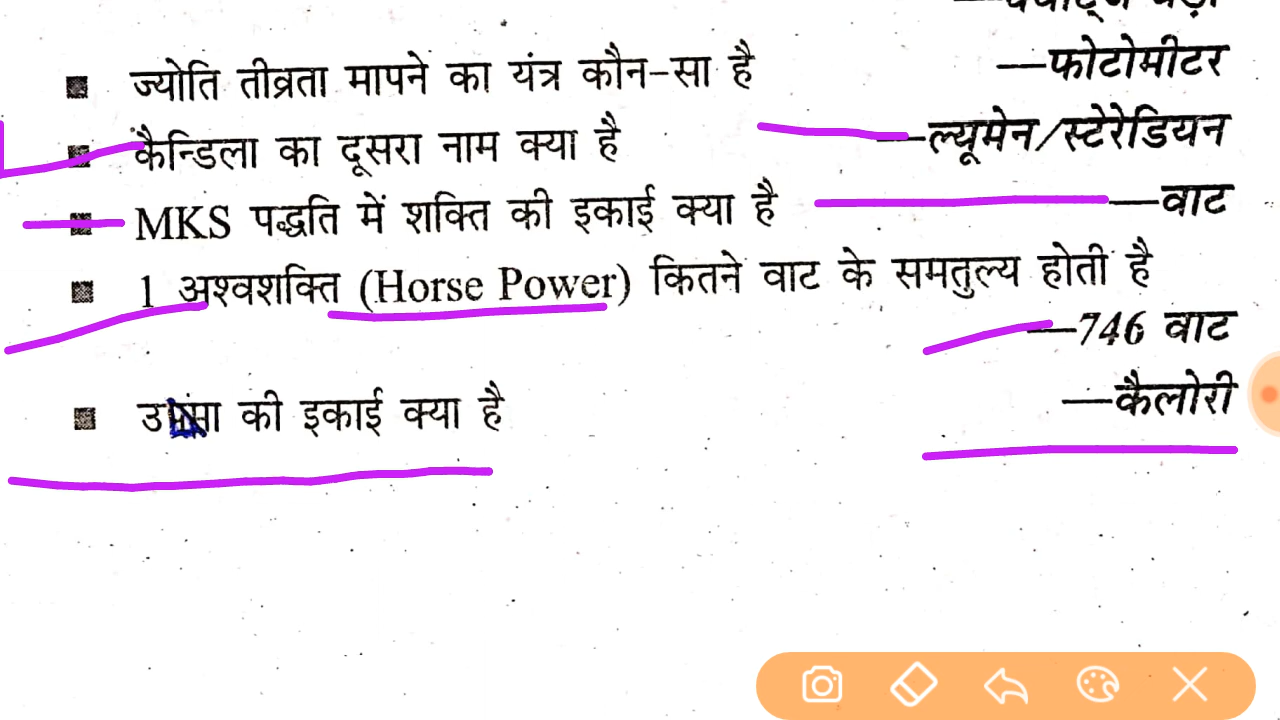 ज्योति तीव्रता मापने का यंत्र कौन-सा है —फोटोमीटर
कैन्डिला का दूसरा नाम क्या है —ल्यूमेन/स्टेरेडियन
MKS पद्धति में शक्ति की इकाई क्या है —वाट
1 अश्वशक्ति (Horse Power) कितने वाट के समतुल्य होती है
—746 वाट
की इकाई क्या है —कैलोरी